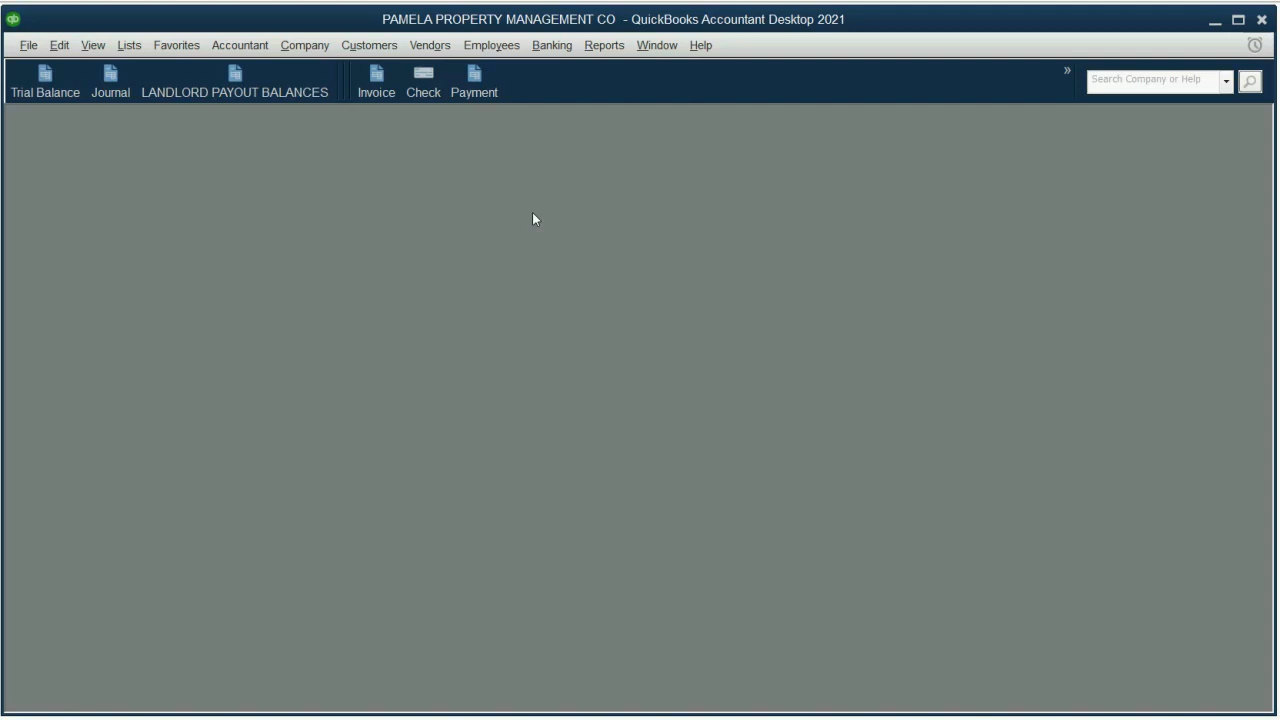 PAMELA PROPERTY MANAGEMENT CO - QuickBooks Accountant Desktop 2021
File Edit View Lists Favorites Accountant Company Customers Vendors Employees Banking Reports Window Help
Trial Balance Journal LANDLORD PAYOUT BALANCES Invoice Check Payment » Search Company or Help